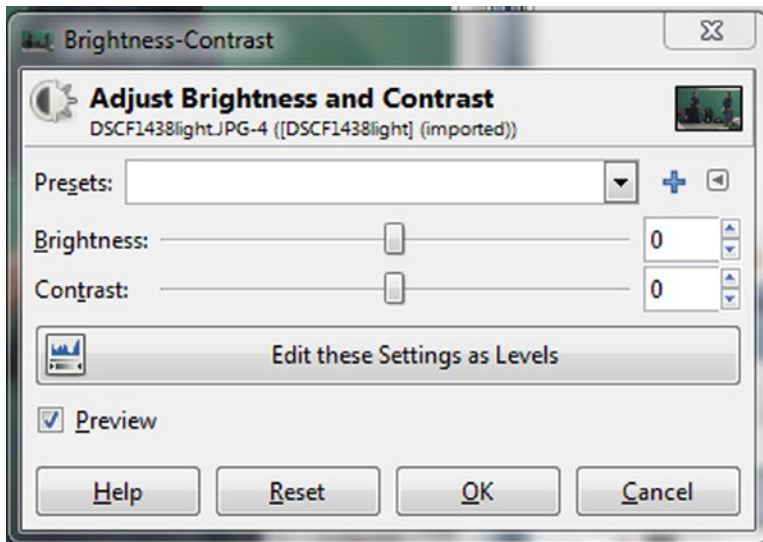 Brightness-Contrast
Adjust Brightness and Contrast
DSCF1438light.JPG-4 ([DSCF1438light] (imported))
Presets:
Brightness: 0
Contrast: 0
Edit these Settings as Levels
Preview
Help Reset OK Cancel